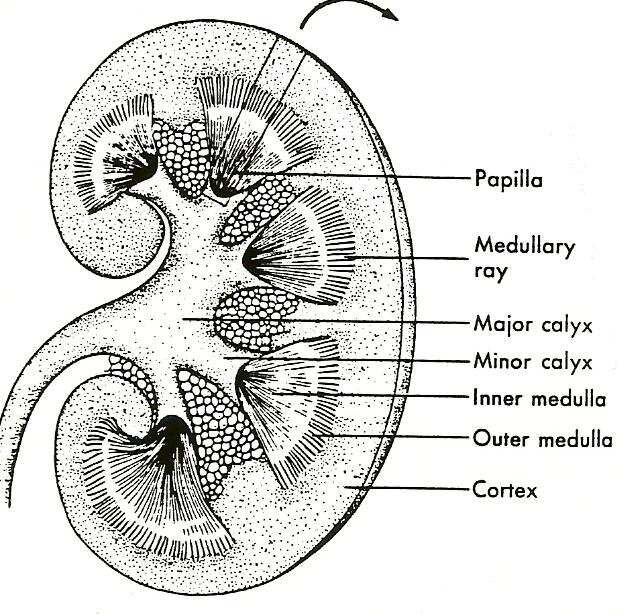 Papilla
Medullary
ray
Major calyx
Minor calyx
Inner medulla
Outer medulla
Cortex